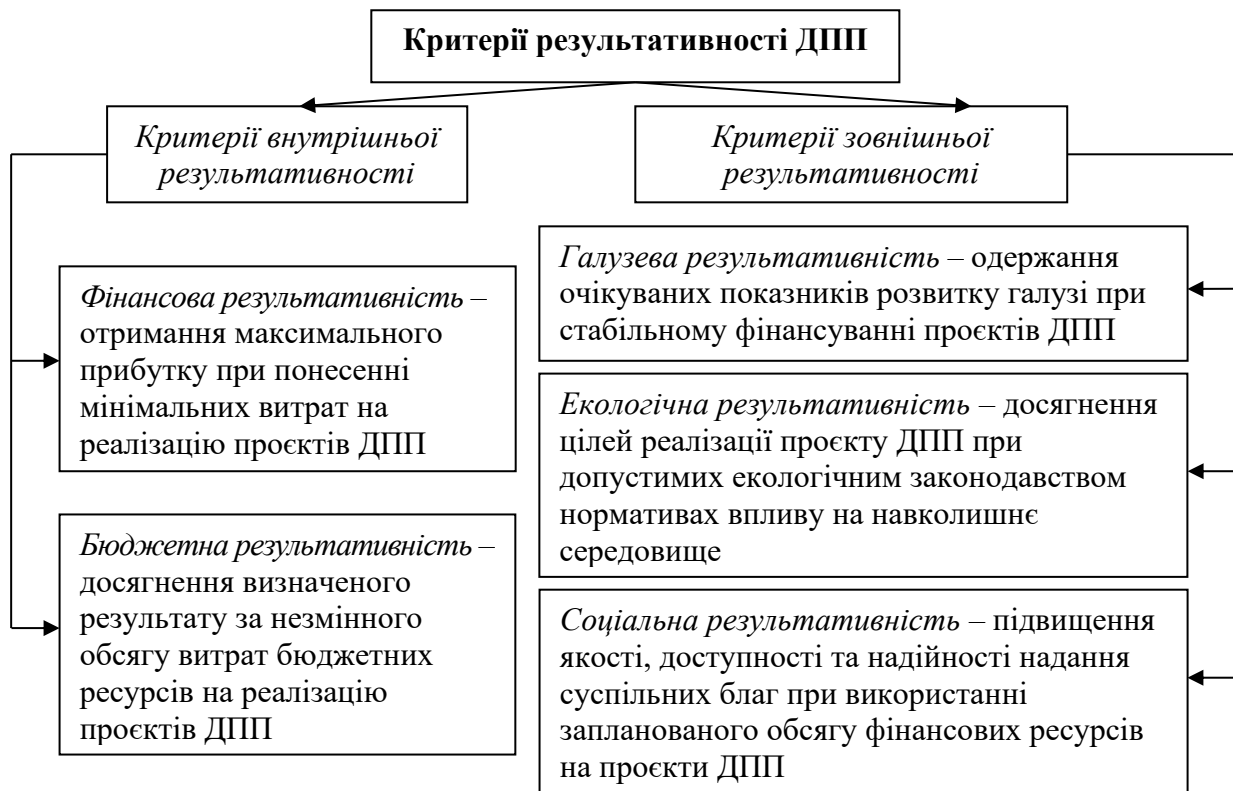 Критерії результативності ДПП
Критерії внутрішньої
результативності
Критерії зовнішньої
результативності
Фінансова результативність –
отримання максимального
прибутку при понесенні
мінімальних витрат на
реалізацію проєктів ДПП
Бюджетна результативність –
досягнення визначеного
результату за незмінного
обсягу витрат бюджетних
ресурсів на реалізацію
проєктів ДПП
Галузева результативність – одержання
очікуваних показників розвитку галузі при
стабільному фінансуванні проєктів ДПП
Екологічна результативність – досягнення
цілей реалізації проєкту ДПП при
допустимих екологічним законодавством
нормативах впливу на навколишнє
середовище
Соціальна результативність – підвищення
якості, доступності та надійності надання
суспільних благ при використанні
запланованого обсягу фінансових ресурсів
на проєкти ДПП